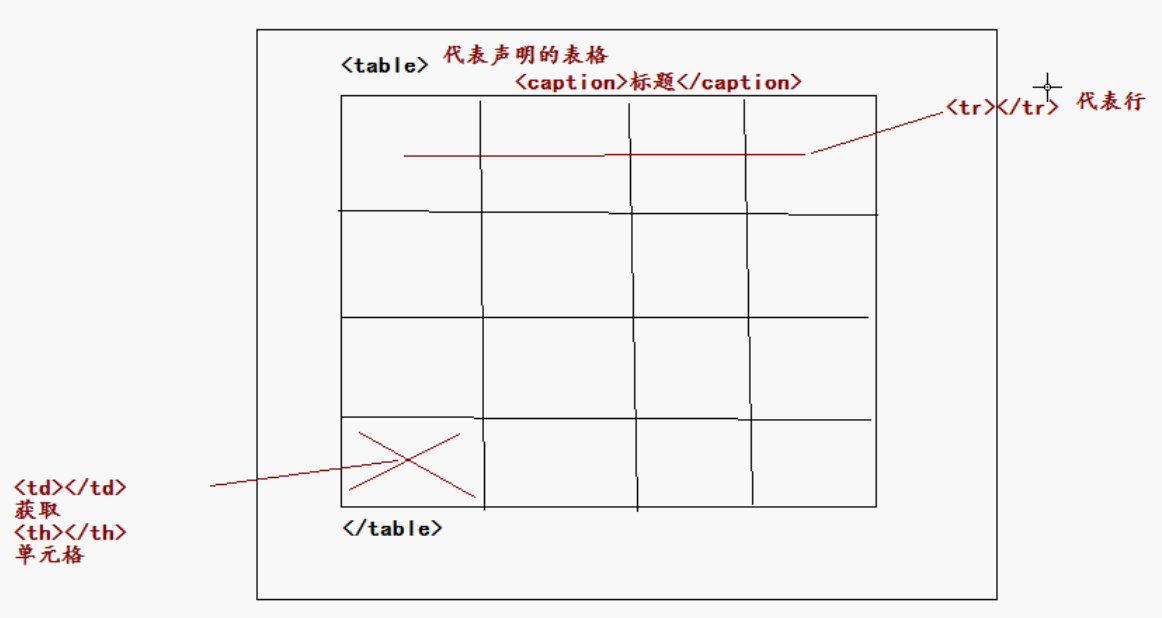 <table> 代表声明的表格
<caption>标题</caption>
<tr></tr> 代表行
<td></td>
获取
<th></th>
单元格
</table>